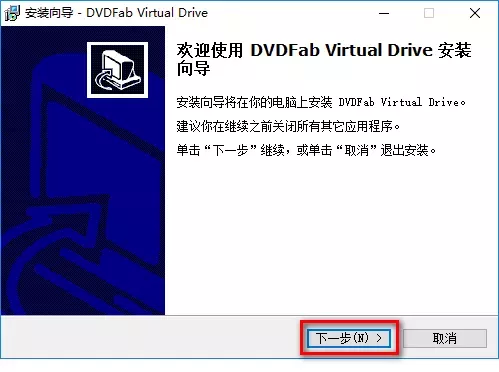 安装向导 - DVDFab Virtual Drive
欢迎使用 DVDFab Virtual Drive 安装
向导
安装向导将在你的电脑上安装 DVDFab Virtual Drive。
建议你在继续之前关闭所有其它应用程序。
单击“下一步”继续，或单击“取消”退出安装。
下一步(N) >
取消